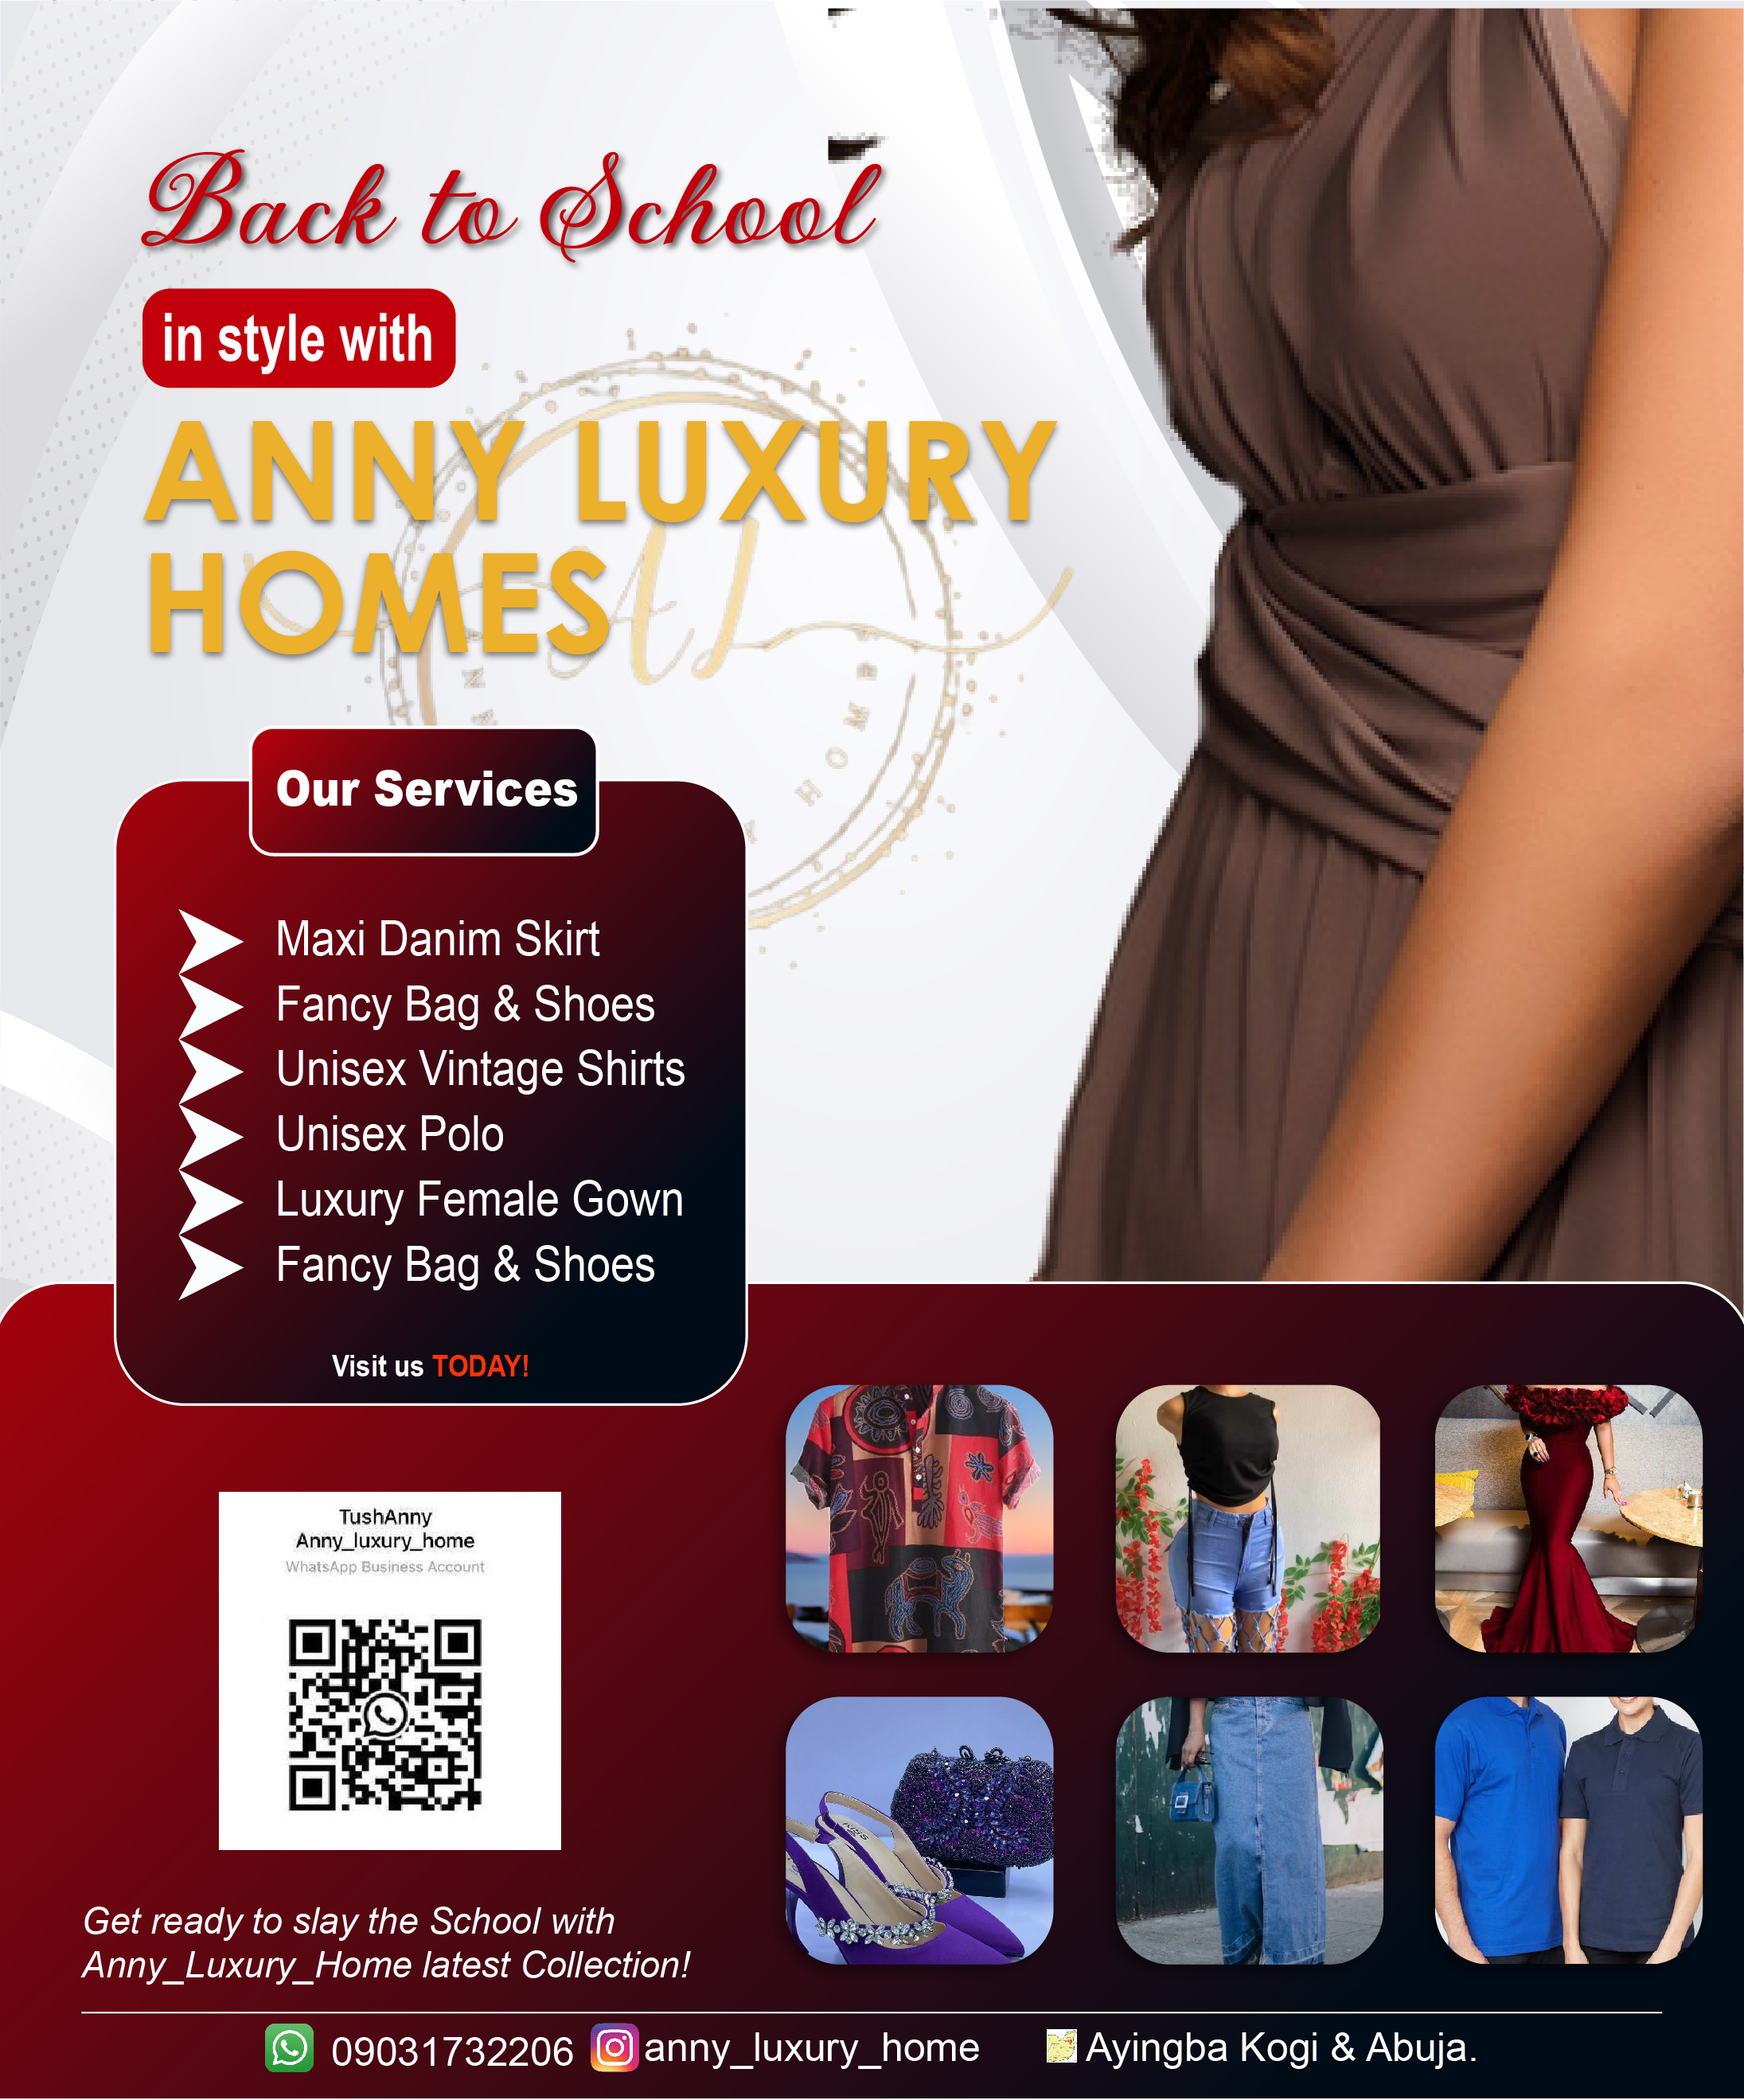 Back to School
in style with
ANNY LUXURY
HOMES
AL
HOME
Our Services
Maxi Danim Skirt
Fancy Bag & Shoes
Unisex Vintage Shirts
Unisex Polo
Luxury Female Gown
Fancy Bag & Shoes
Visit us TODAY!
TushAnny
Anny_luxury_home
WhatsApp Business Account
Get ready to slay the School with
Anny_Luxury_Home latest Collection!
09031732206 anny_luxury_home Ayingba Kogi & Abuja.